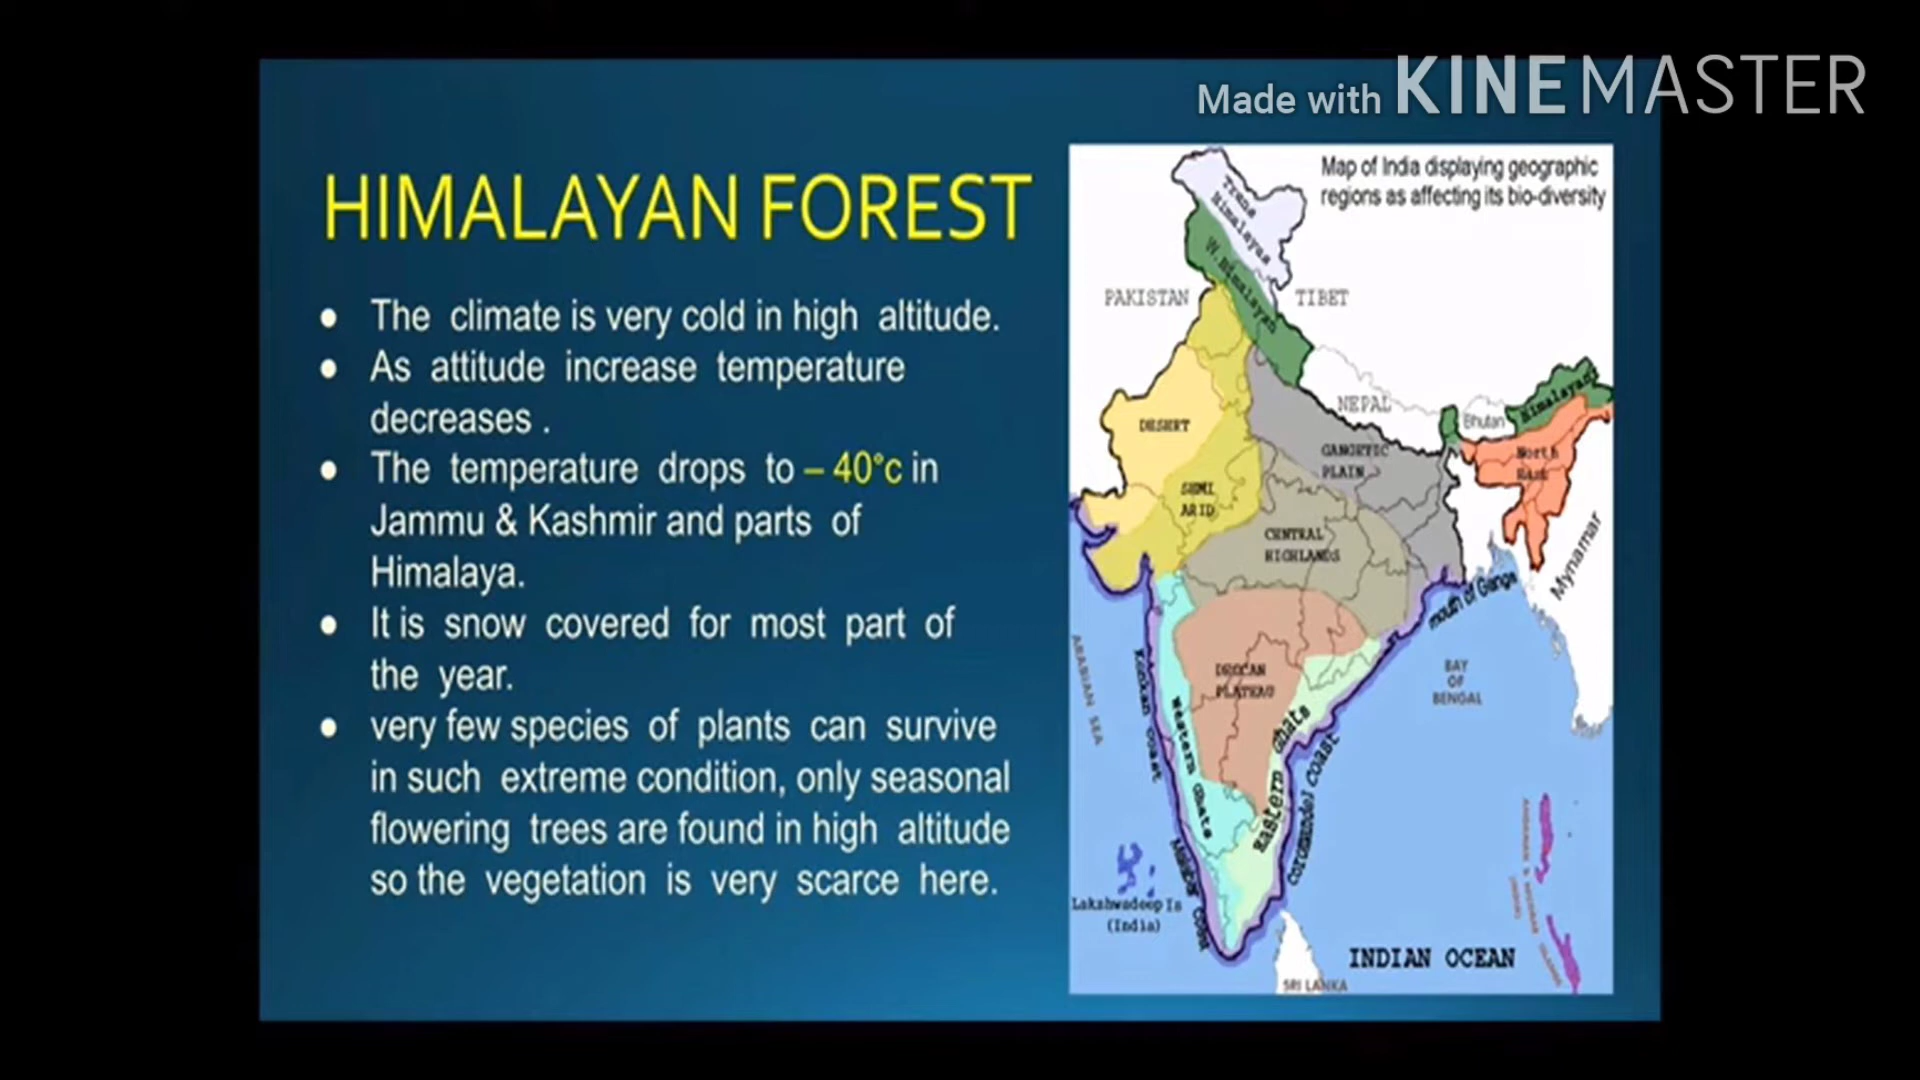 Made with KINEMASTER
HIMALAYAN FOREST
● The climate is very cold in high altitude.
● As attitude increase temperature
decreases .
● The temperature drops to – 40°c in
Jammu & Kashmir and parts of
Himalaya.
● It is snow covered for most part of
the year.
● very few species of plants can survive
in such extreme condition, only seasonal
flowering trees are found in high altitude
so the vegetation is very scarce here.
Map of India displaying geographic
regions as affecting its bio-diversity
Trans
Himalayas
W. Himalayan
PAKISTAN
TIBET
NEPAL
Bhutan
Himalayan
DESERT
GANGETIC
PLAIN
North
East
SEMI
ARID
CENTRAL
HIGHLANDS
Mynamar
mouth of Ganga
ARABIAN SEA
Konkan Coast
DECCAN
PLATEAU
BAY
OF
BENGAL
Western Ghats
Eastern Ghats
Coromandel Coast
Malabar Coast
Lakshwadeep Is
(India)
INDIAN OCEAN
SRI LANKA